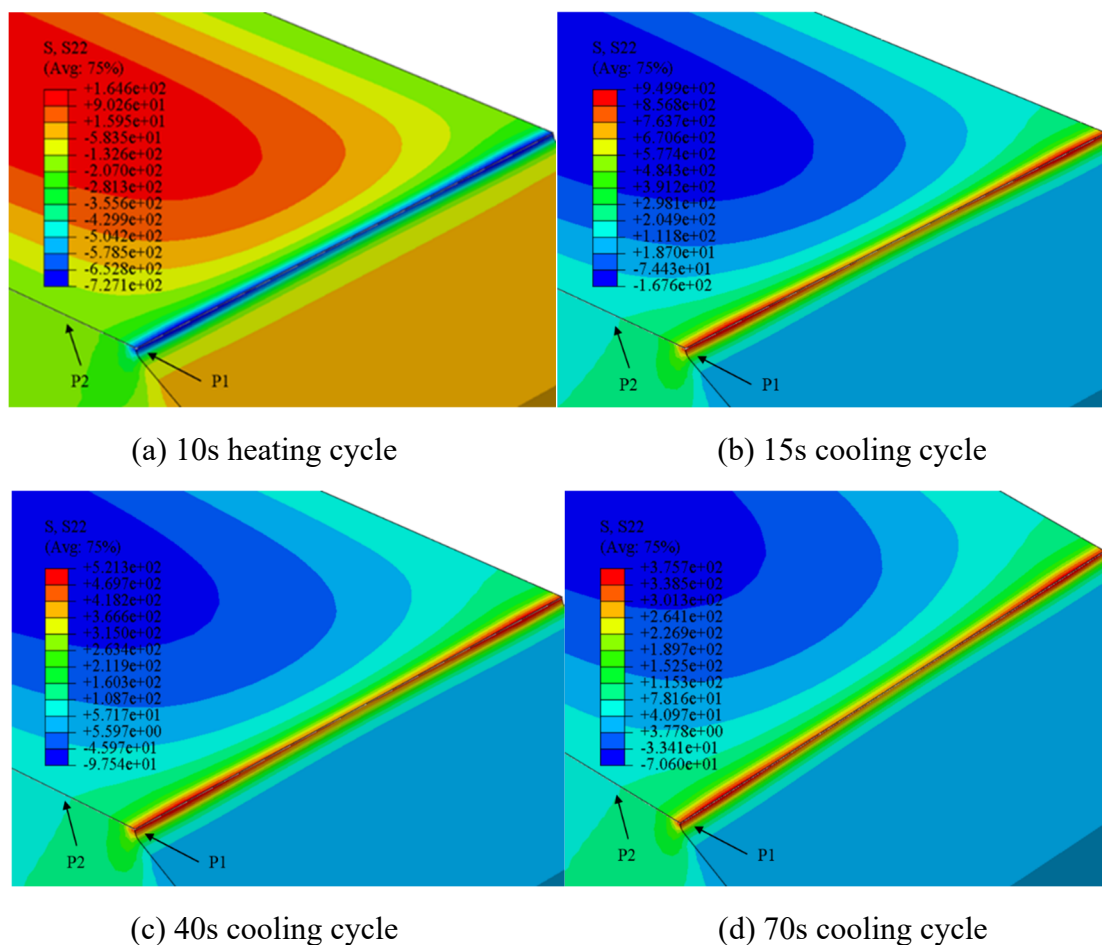 S, S22
(Avg: 75%)
+1.646e+02
+9.026e+01
+1.595e+01
-5.835e+01
-1.326e+02
-2.070e+02
-2.813e+02
-3.556e+02
-4.299e+02
-5.042e+02
-5.785e+02
-6.528e+02
-7.271e+02
P2
P1
(a) 10s heating cycle
S, S22
(Avg: 75%)
+9.499e+02
+8.568e+02
+7.637e+02
+6.706e+02
+5.774e+02
+4.843e+02
+3.912e+02
+2.981e+02
+2.049e+02
+1.118e+02
+1.870e+01
-7.443e+01
-1.676e+02
P2
P1
(b) 15s cooling cycle
S, S22
(Avg: 75%)
+5.213e+02
+4.697e+02
+4.182e+02
+3.666e+02
+3.150e+02
+2.634e+02
+2.119e+02
+1.603e+02
+1.087e+02
+5.717e+01
+5.597e+00
-4.597e+01
-9.754e+01
P2
P1
(c) 40s cooling cycle
S, S22
(Avg: 75%)
+3.757e+02
+3.385e+02
+3.013e+02
+2.641e+02
+2.269e+02
+1.897e+02
+1.525e+02
+1.153e+02
+7.816e+01
+4.097e+01
+3.778e+00
-3.341e+01
-7.060e+01
P2
P1
(d) 70s cooling cycle